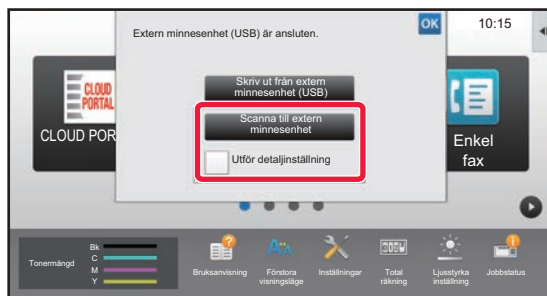 Extern minnesenhet (USB) är ansluten.
OK
10:15
Skriv ut från extern
minnesenhet (USB)
Scanna till extern
minnesenhet
Utför detaljinställning
CLOUD
PORTAL
CLOUD POR
Enkel
fax
Tonermängd
Bk
C
M
Y
Bruksanvisning
Förstora
visningsläge
Inställningar
Total
räkning
Ljusstyrka
inställning
Jobbstatus